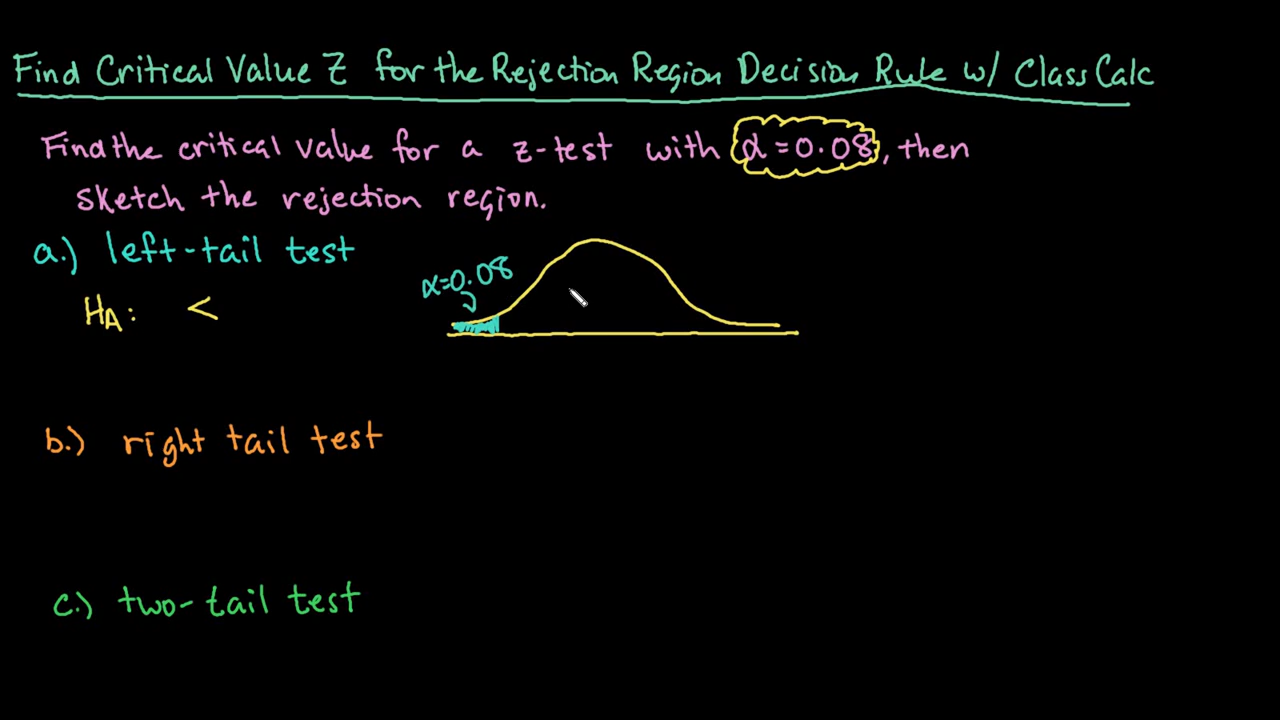 Find Critical Value Z for the Rejection Region Decision Rule w/ ClassCalc
Find the critical value for a z-test with α=0.08, then
sketch the rejection region.
a.) left-tail test
α=0.08
HA: <
b.) right tail test
c.) two-tail test